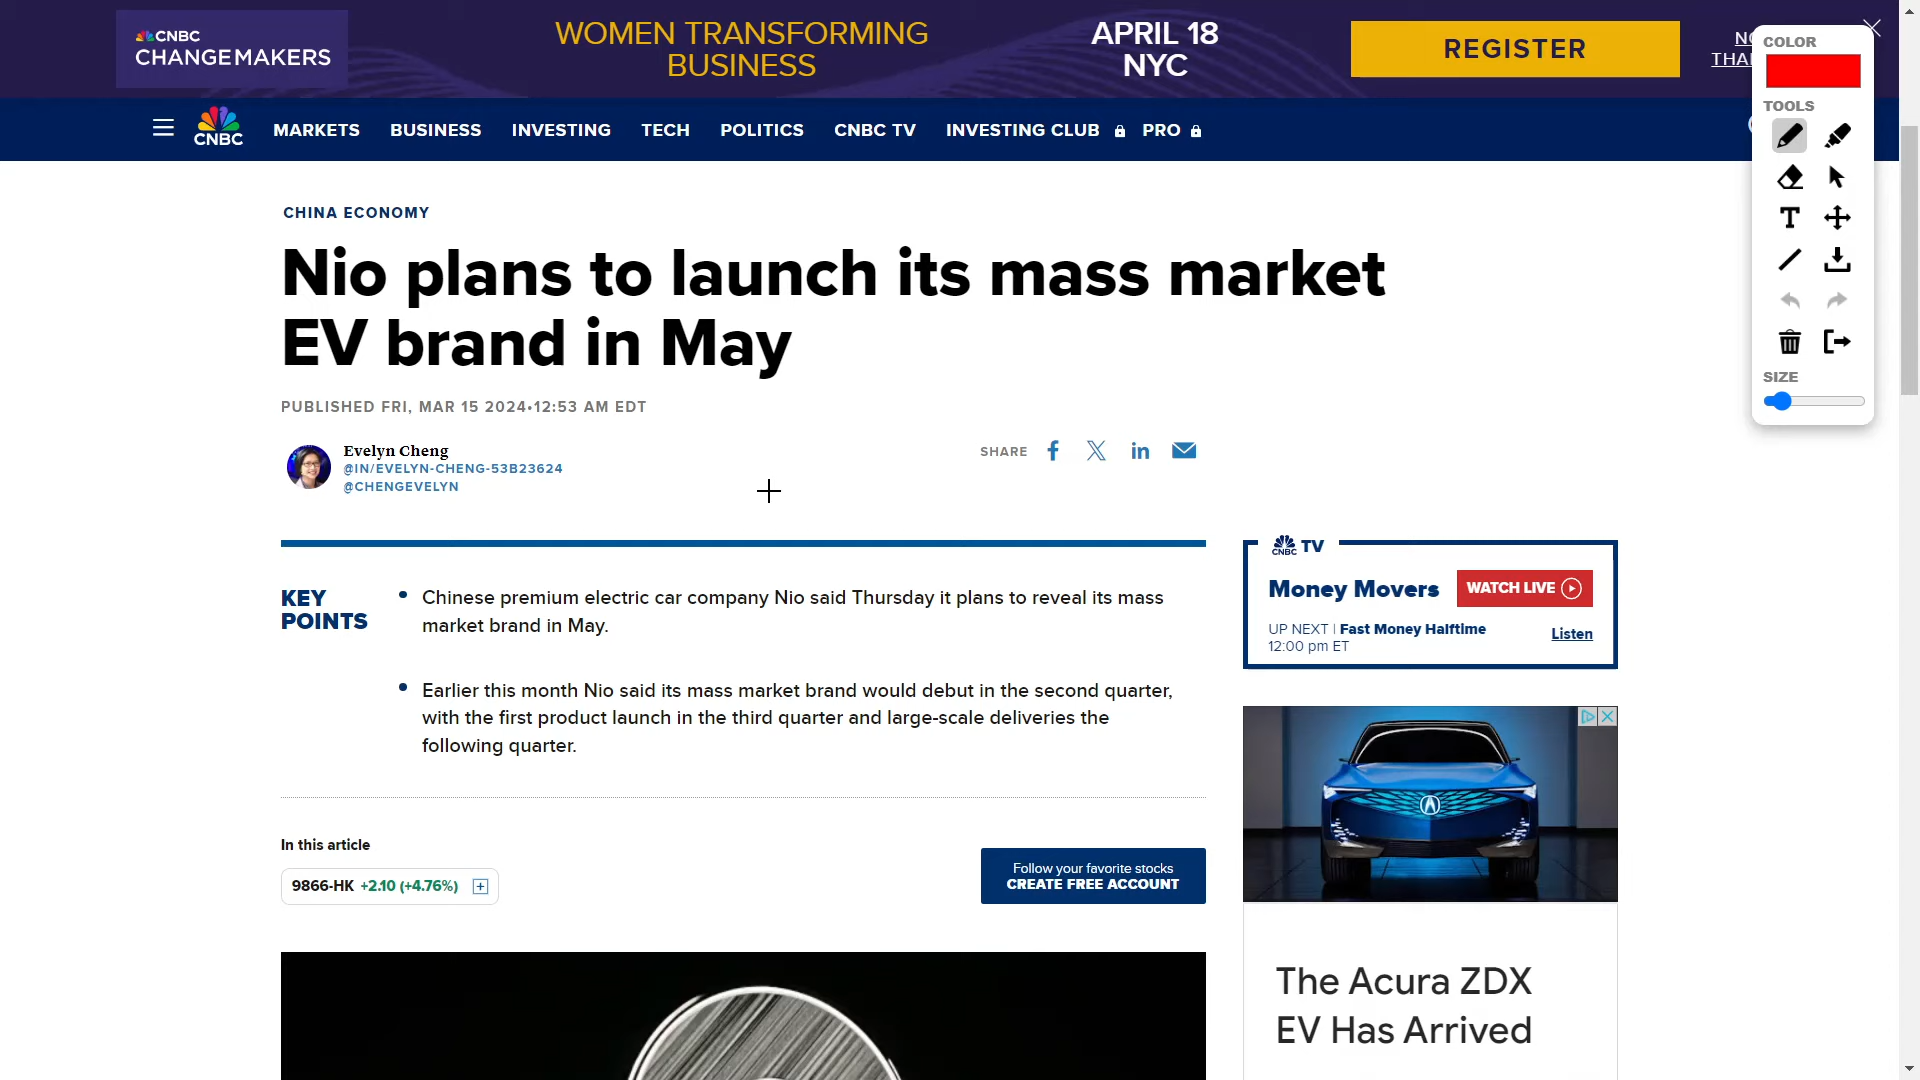 CNBC
CHANGEMAKERS
WOMEN TRANSFORMING
BUSINESS
APRIL 18
NYC
REGISTER
COLOR
TOOLS
SIZE
CNBC
MARKETS
BUSINESS
INVESTING
TECH
POLITICS
CNBC TV
INVESTING CLUB
PRO
CHINA ECONOMY
Nio plans to launch its mass market
EV brand in May
PUBLISHED FRI, MAR 15 2024•12:53 AM EDT
Evelyn Cheng
@IN/EVELYN-CHENG-53B23624
@CHENGEVELYN
SHARE
KEY
POINTS
• Chinese premium electric car company Nio said Thursday it plans to reveal its mass
market brand in May.
• Earlier this month Nio said its mass market brand would debut in the second quarter,
with the first product launch in the third quarter and large-scale deliveries the
following quarter.
In this article
9866-HK +2.10 (+4.76%)
Follow your favorite stocks
CREATE FREE ACCOUNT
CNBC TV
Money Movers
WATCH LIVE
UP NEXT | Fast Money Halftime
12:00 pm ET
Listen
The Acura ZDX
EV Has Arrived